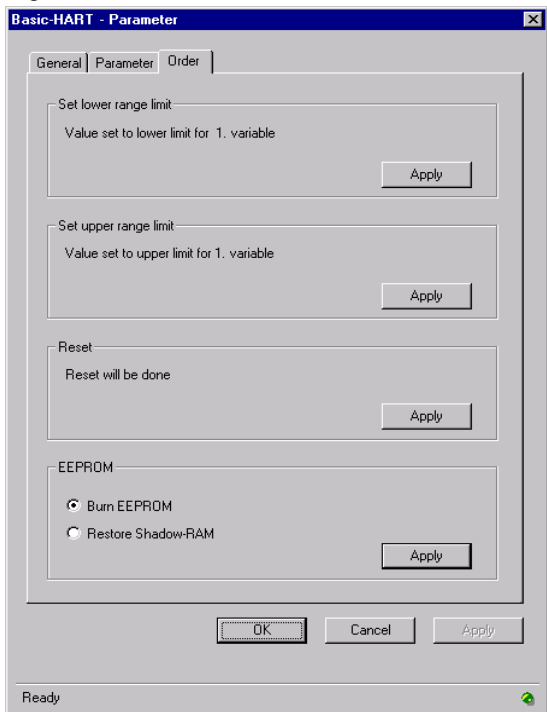 Basic-HART - Parameter
General Parameter Order
Set lower range limit
Value set to lower limit for 1. variable
Apply
Set upper range limit
Value set to upper limit for 1. variable
Apply
Reset
Reset will be done
Apply
EEPROM
Burn EEPROM
Restore Shadow-RAM
Apply
OK Cancel Apply
Ready